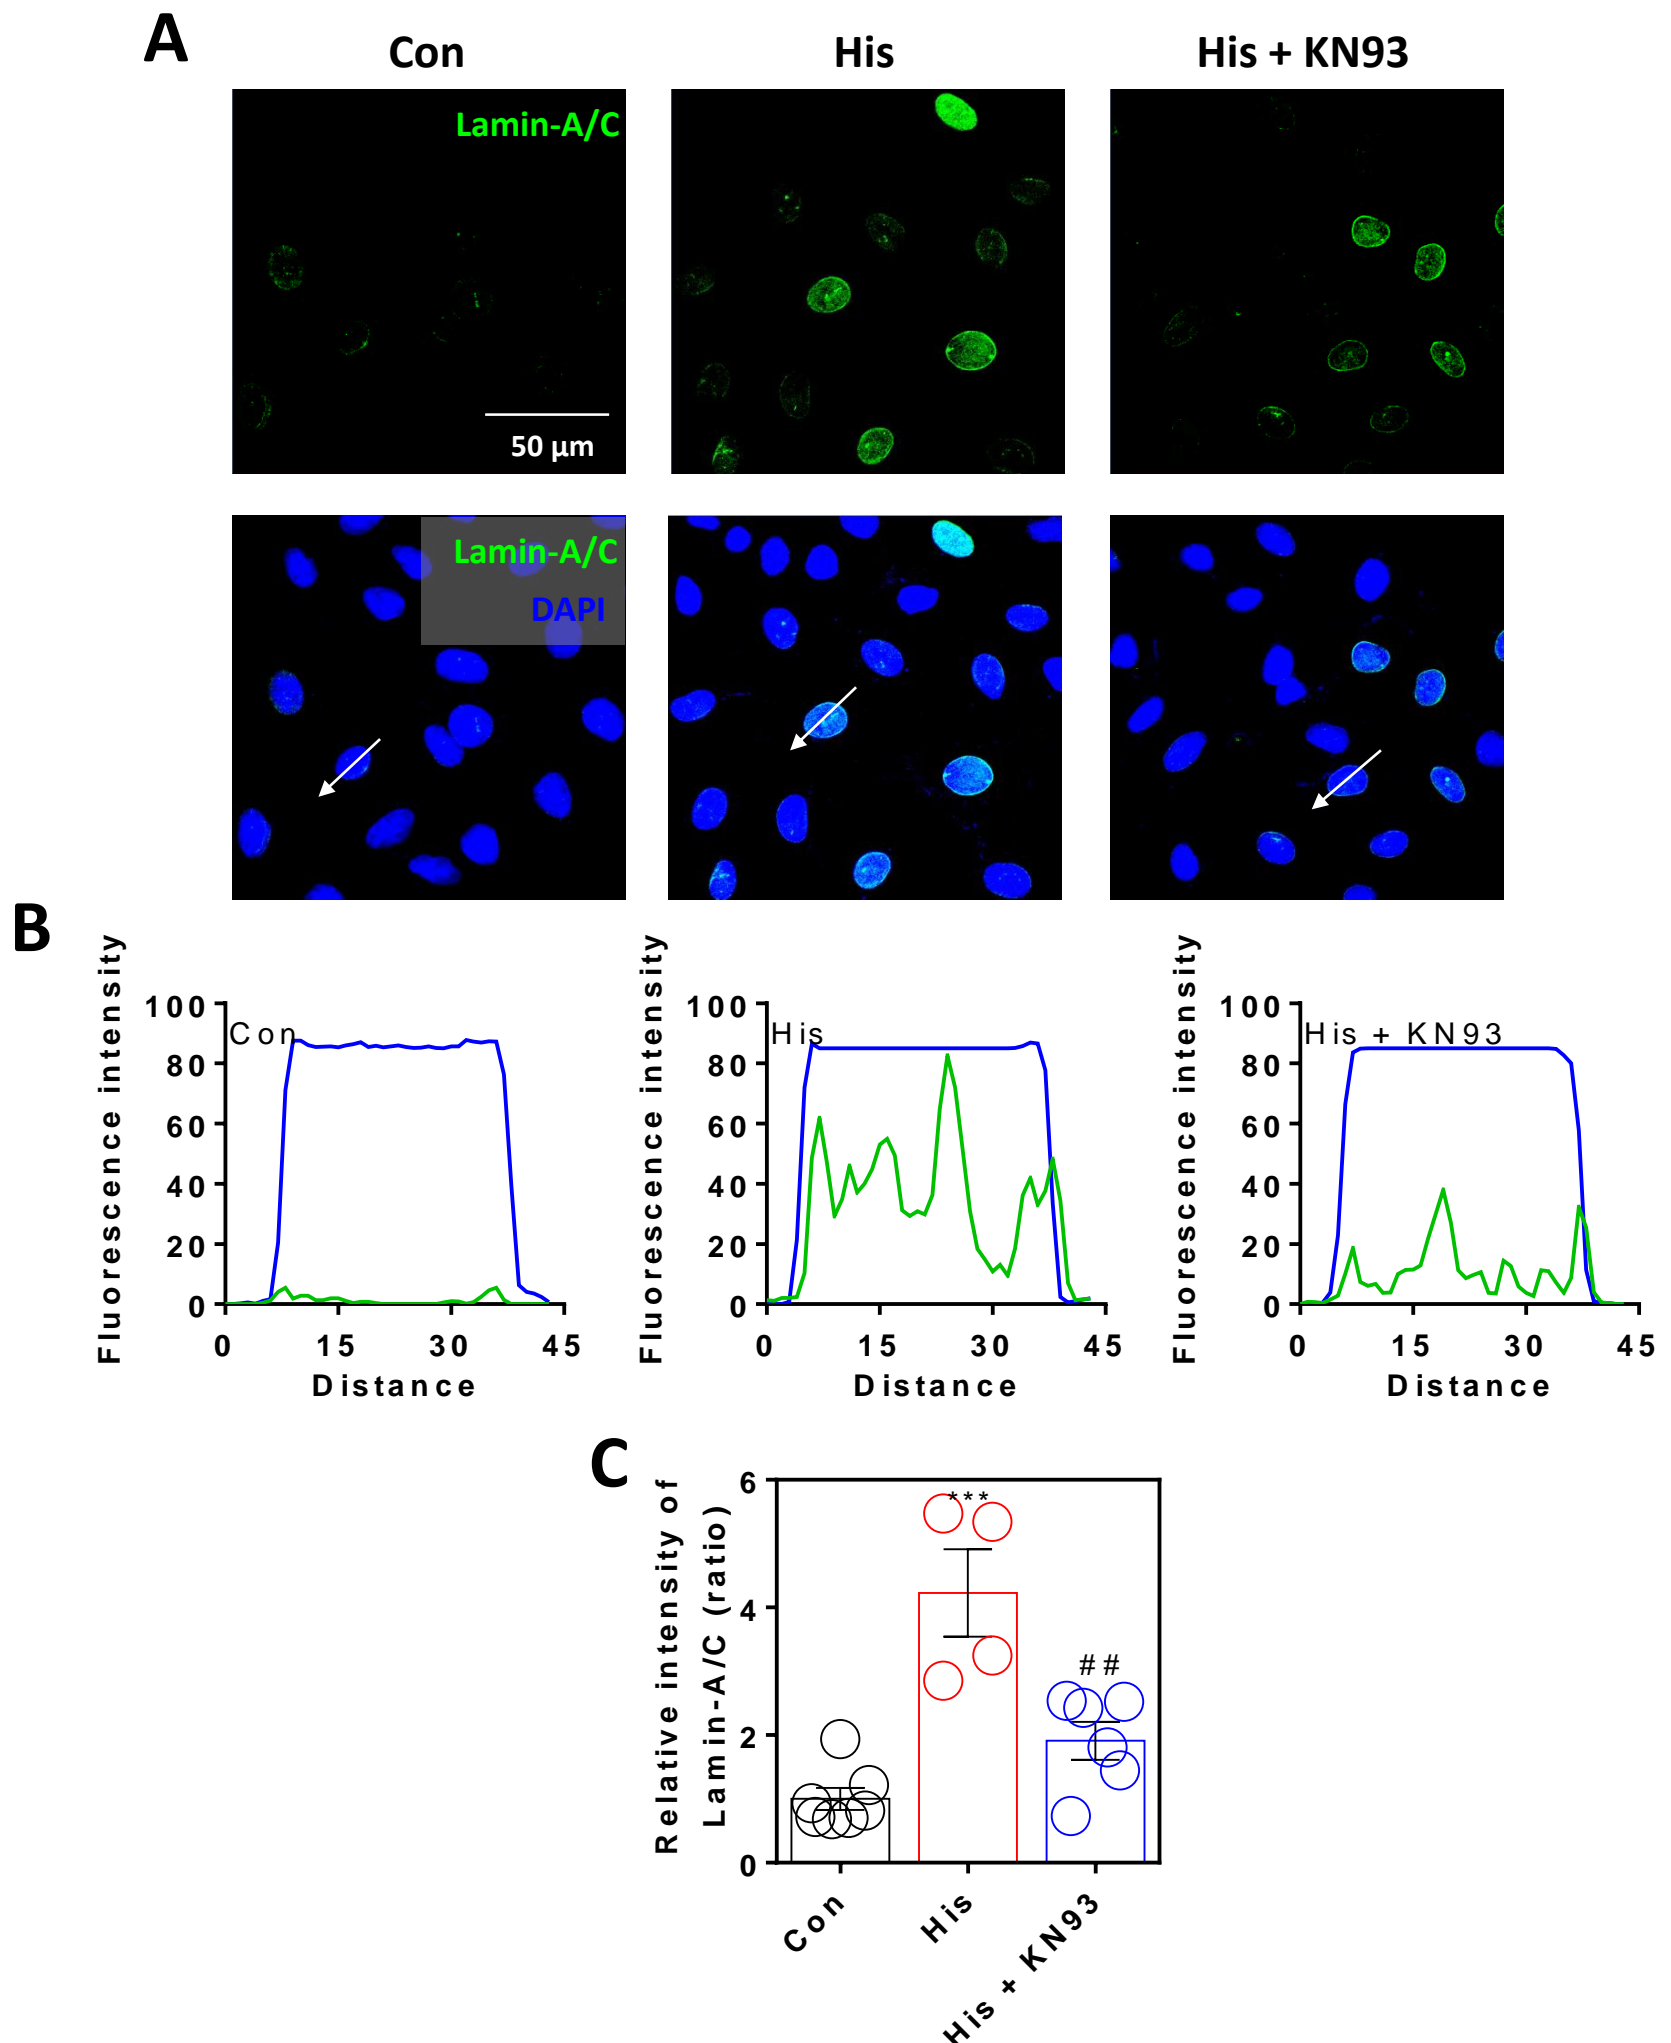 A
Con
His
His + KN93
Lamin-A/C
50 μm
Lamin-A/C
DAPI
B
Fluorescence intensity
100
80
60
40
20
0
Con
0 15 30 45
Distance
Fluorescence intensity
100
80
60
40
20
0
His
0 15 30 45
Distance
Fluorescence intensity
100
80
60
40
20
0
His + KN93
0 15 30 45
Distance
C
Relative intensity of
Lamin-A/C (ratio)
6
4
2
0
***
##
Con
His
His + KN93